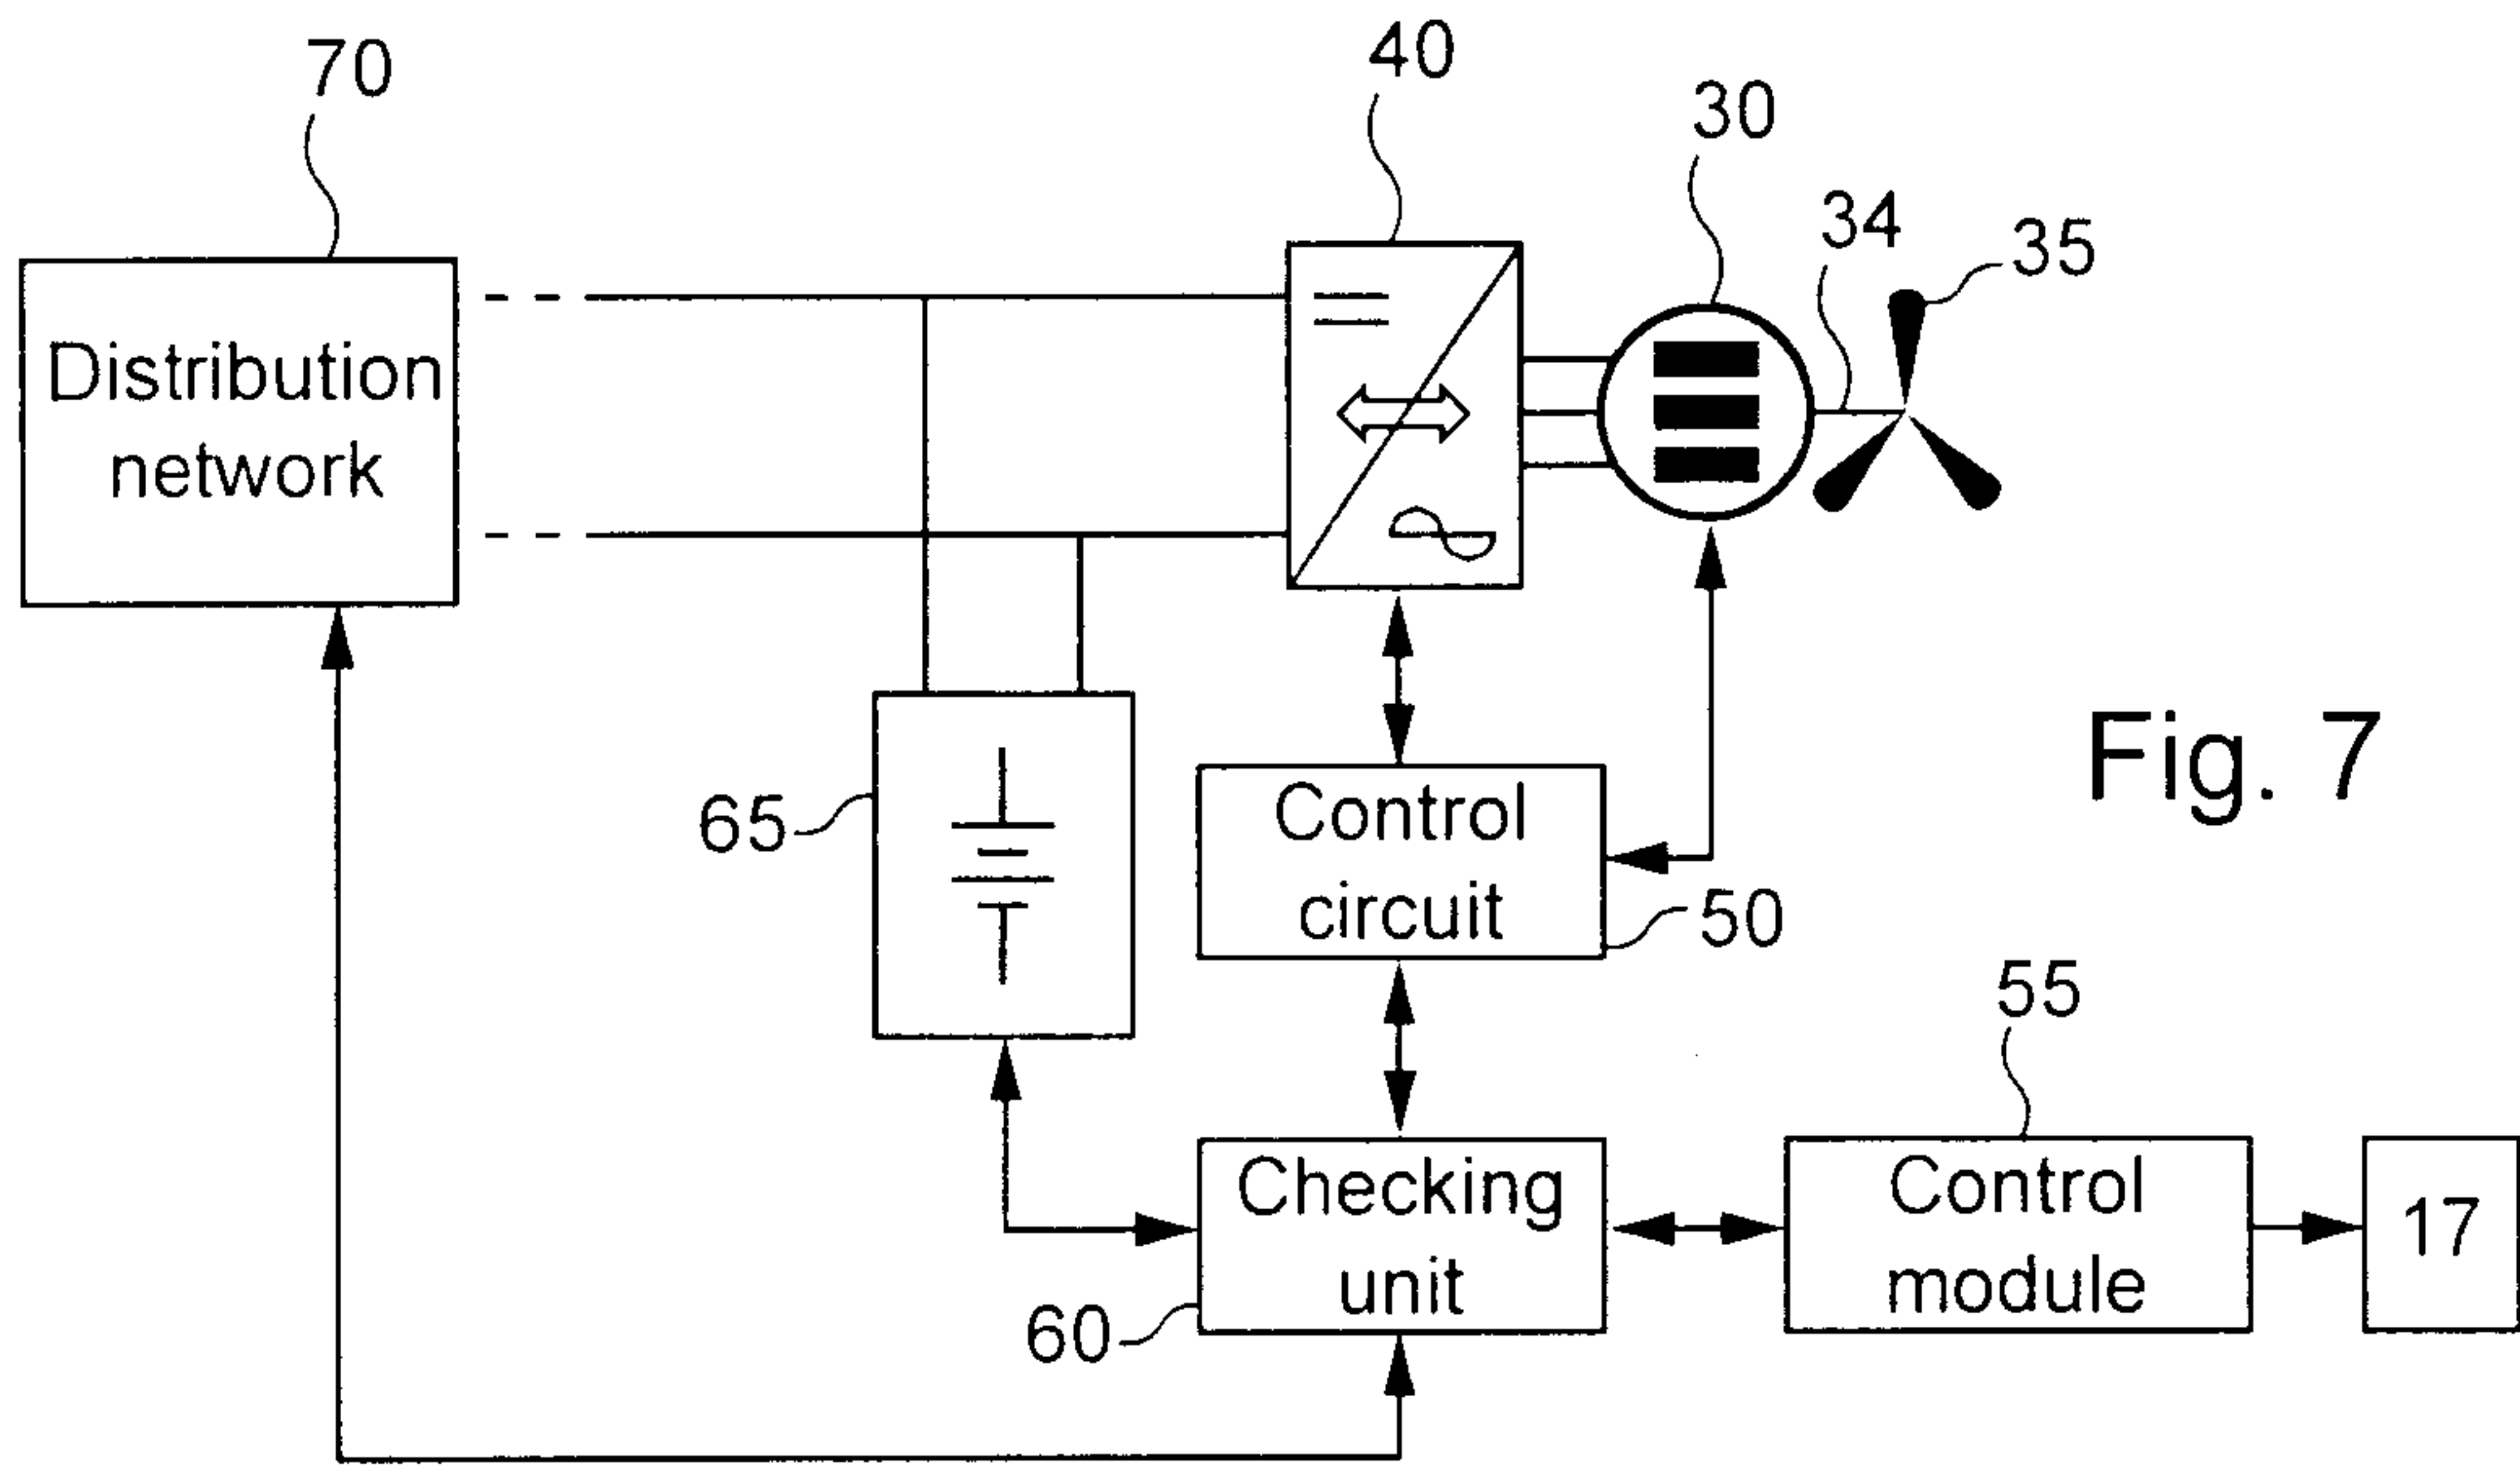 70
40
30
34
35
Distribution
network
65
Control
circuit
50
Fig. 7
55
Checking
unit
60
Control
module
17